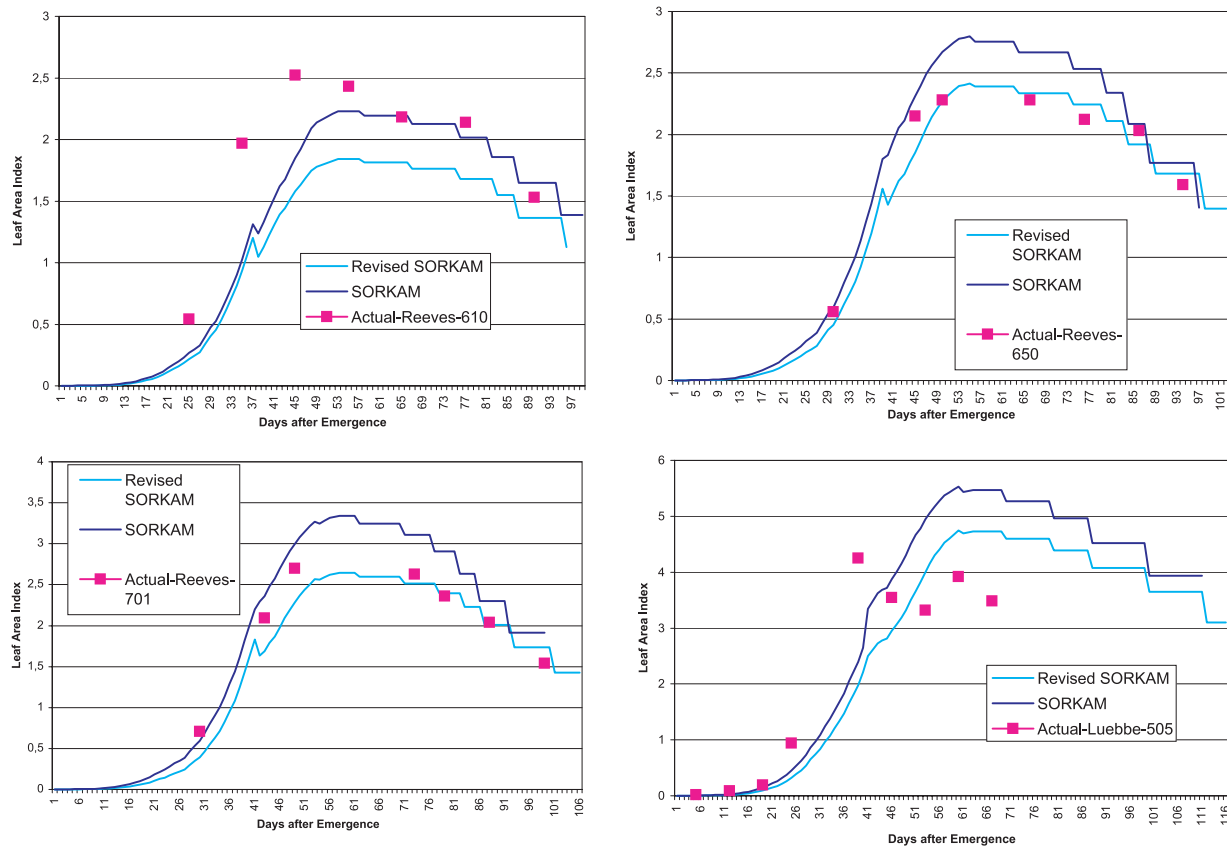 3
2,5
2
1,5
1
0,5
0
Leaf Area Index
1 5 9 13 17 21 25 29 33 37 41 45 49 53 57 61 65 69 73 77 81 85 89 93 97
Days after Emergence
Revised SORKAM
SORKAM
Actual-Reeves-610
3
2,5
2
1,5
1
0,5
0
Leaf Area Index
1 5 9 13 17 21 25 29 33 37 41 45 49 53 57 61 65 69 73 77 81 85 89 93 97 101
Days after Emergence
Revised
SORKAM
SORKAM
Actual-Reeves-
650
4
3,5
3
2,5
2
1,5
1
0,5
0
Leaf Area Index
1 6 11 16 21 26 31 36 41 46 51 56 61 66 71 76 81 86 91 96 101 106
Days after Emergence
Revised
SORKAM
SORKAM
Actual-Reeves-
701
6
5
4
3
2
1
0
Leaf Area Index
1 6 11 16 21 26 31 36 41 46 51 56 61 66 71 76 81 86 91 96 101 106 111 116
Days after Emergence
Revised SORKAM
SORKAM
Actual-Luebbe-505